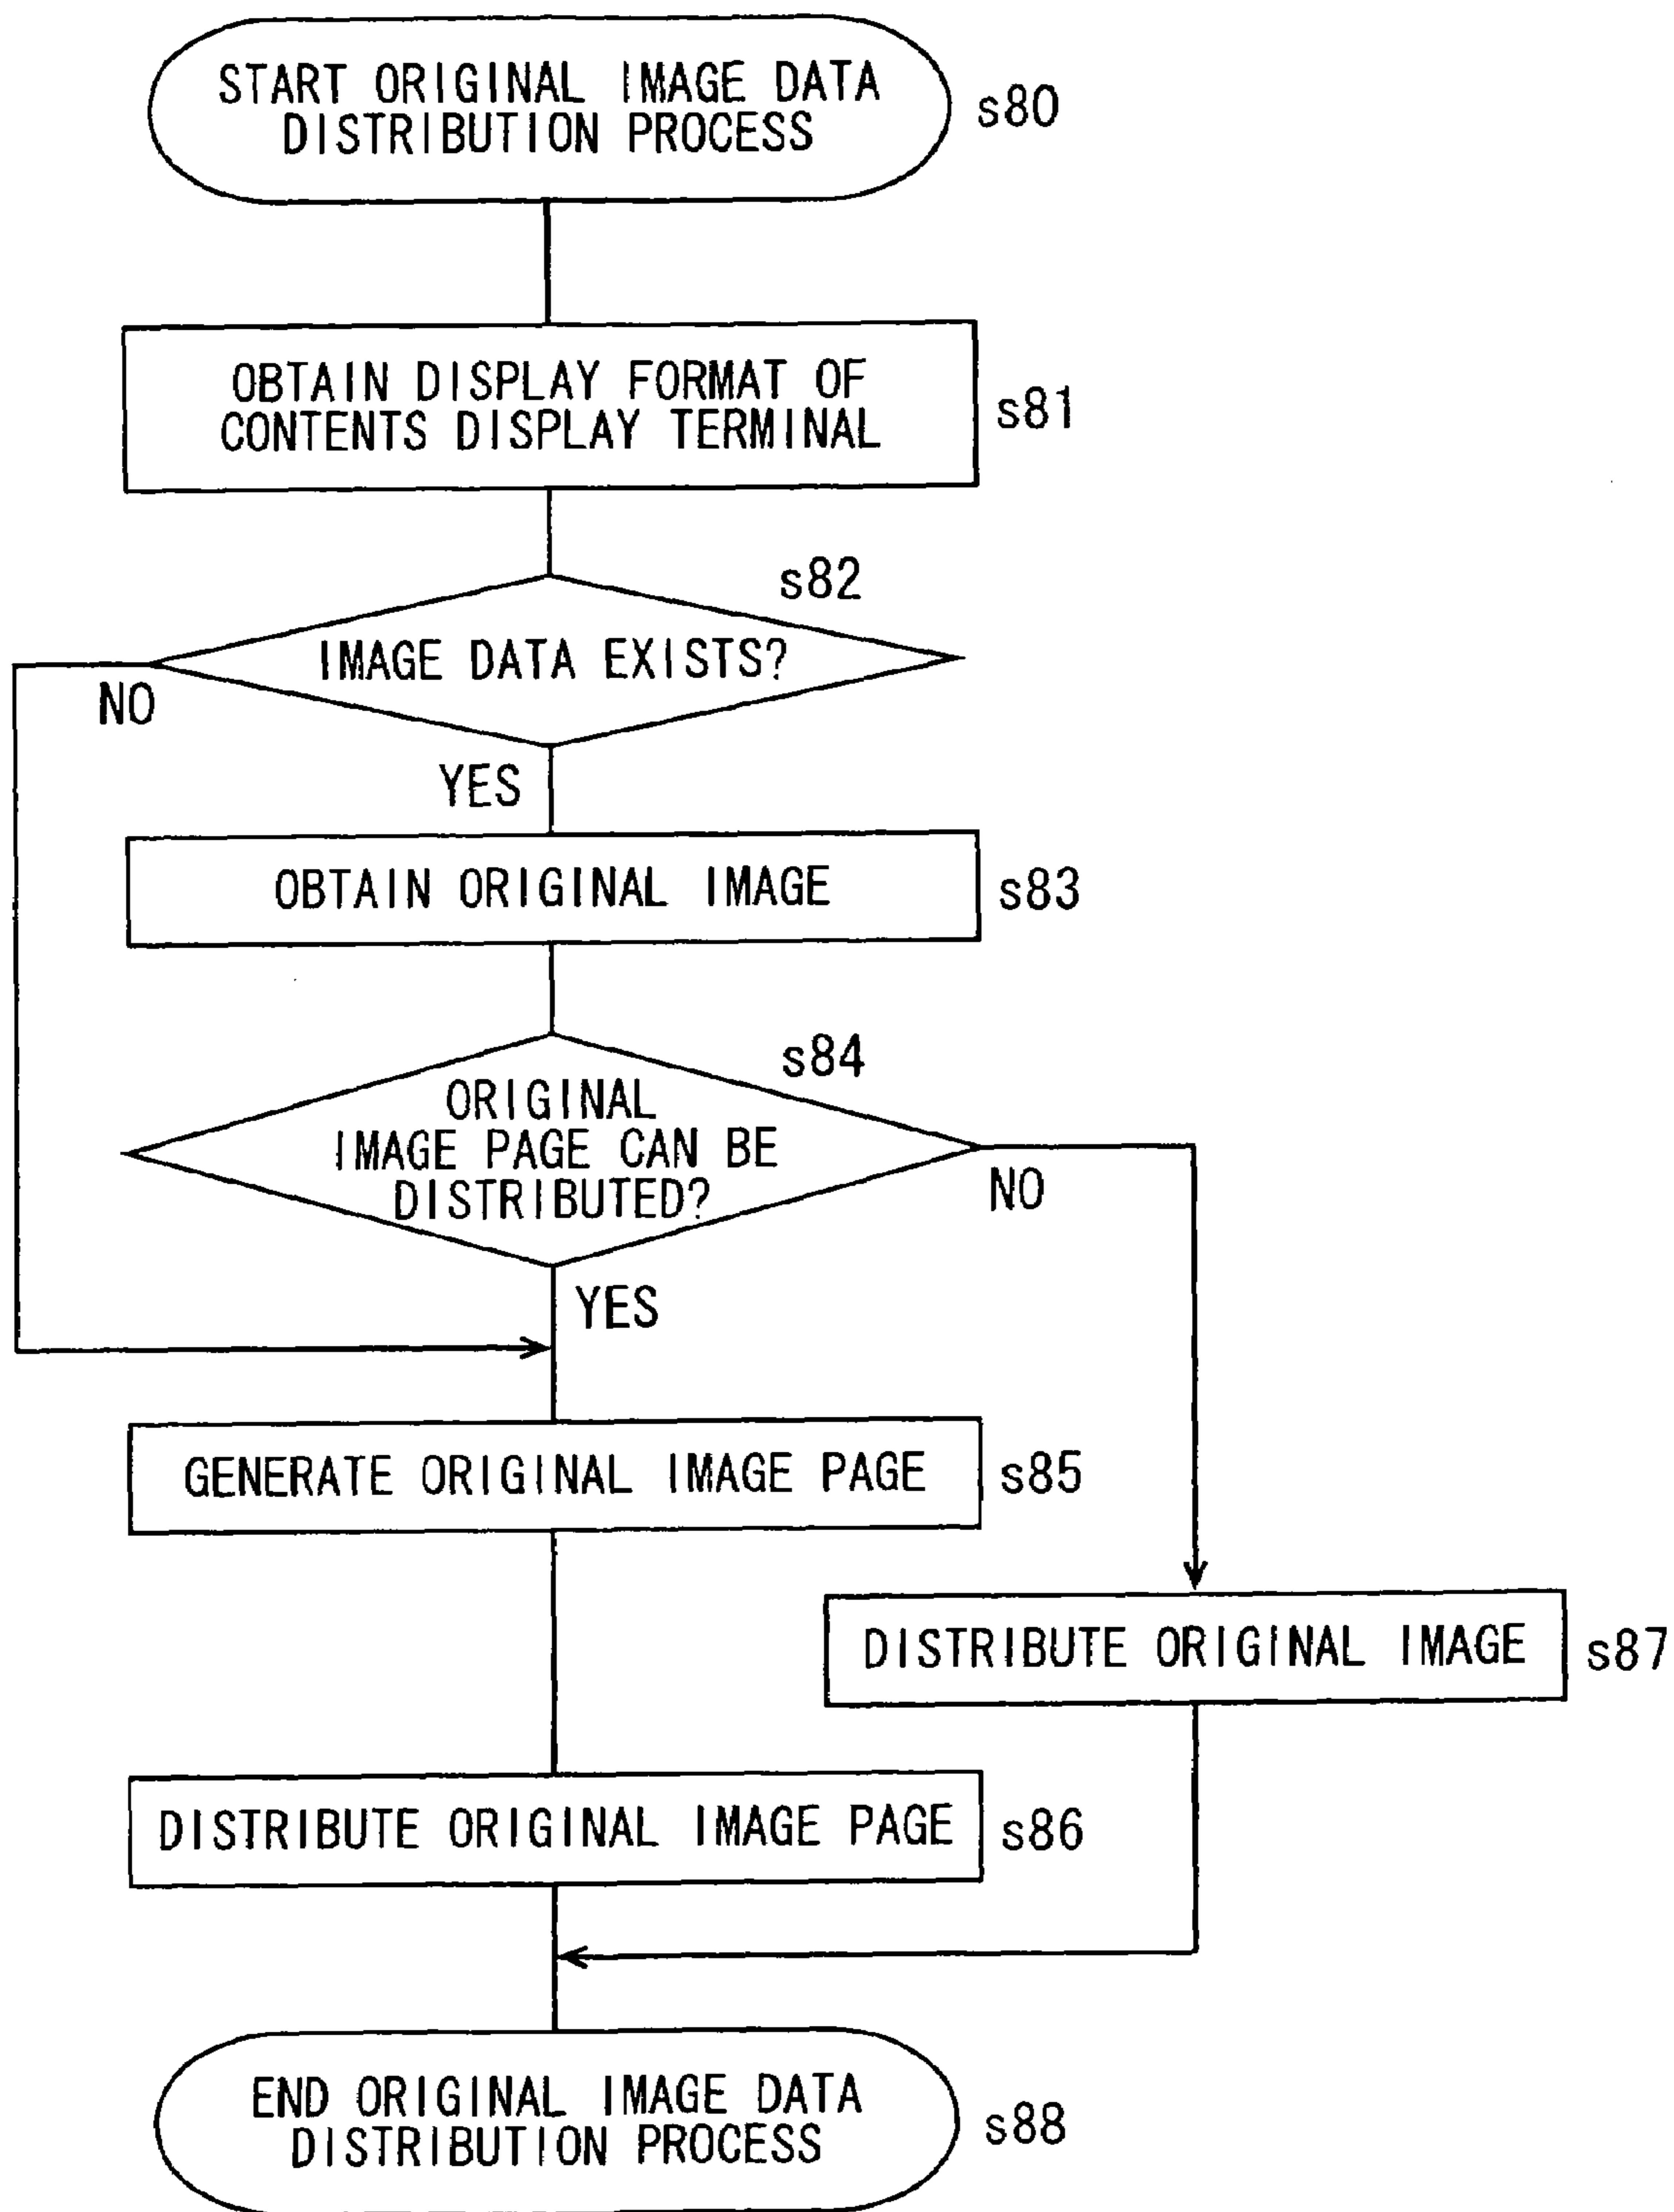 START ORIGINAL IMAGE DATA
DISTRIBUTION PROCESS
s80
OBTAIN DISPLAY FORMAT OF
CONTENTS DISPLAY TERMINAL
s81
s82
IMAGE DATA EXISTS?
NO
YES
OBTAIN ORIGINAL IMAGE
s83
s84
ORIGINAL
IMAGE PAGE CAN BE
DISTRIBUTED?
NO
YES
GENERATE ORIGINAL IMAGE PAGE
s85
DISTRIBUTE ORIGINAL IMAGE
s87
DISTRIBUTE ORIGINAL IMAGE PAGE
s86
END ORIGINAL IMAGE DATA
DISTRIBUTION PROCESS
s88